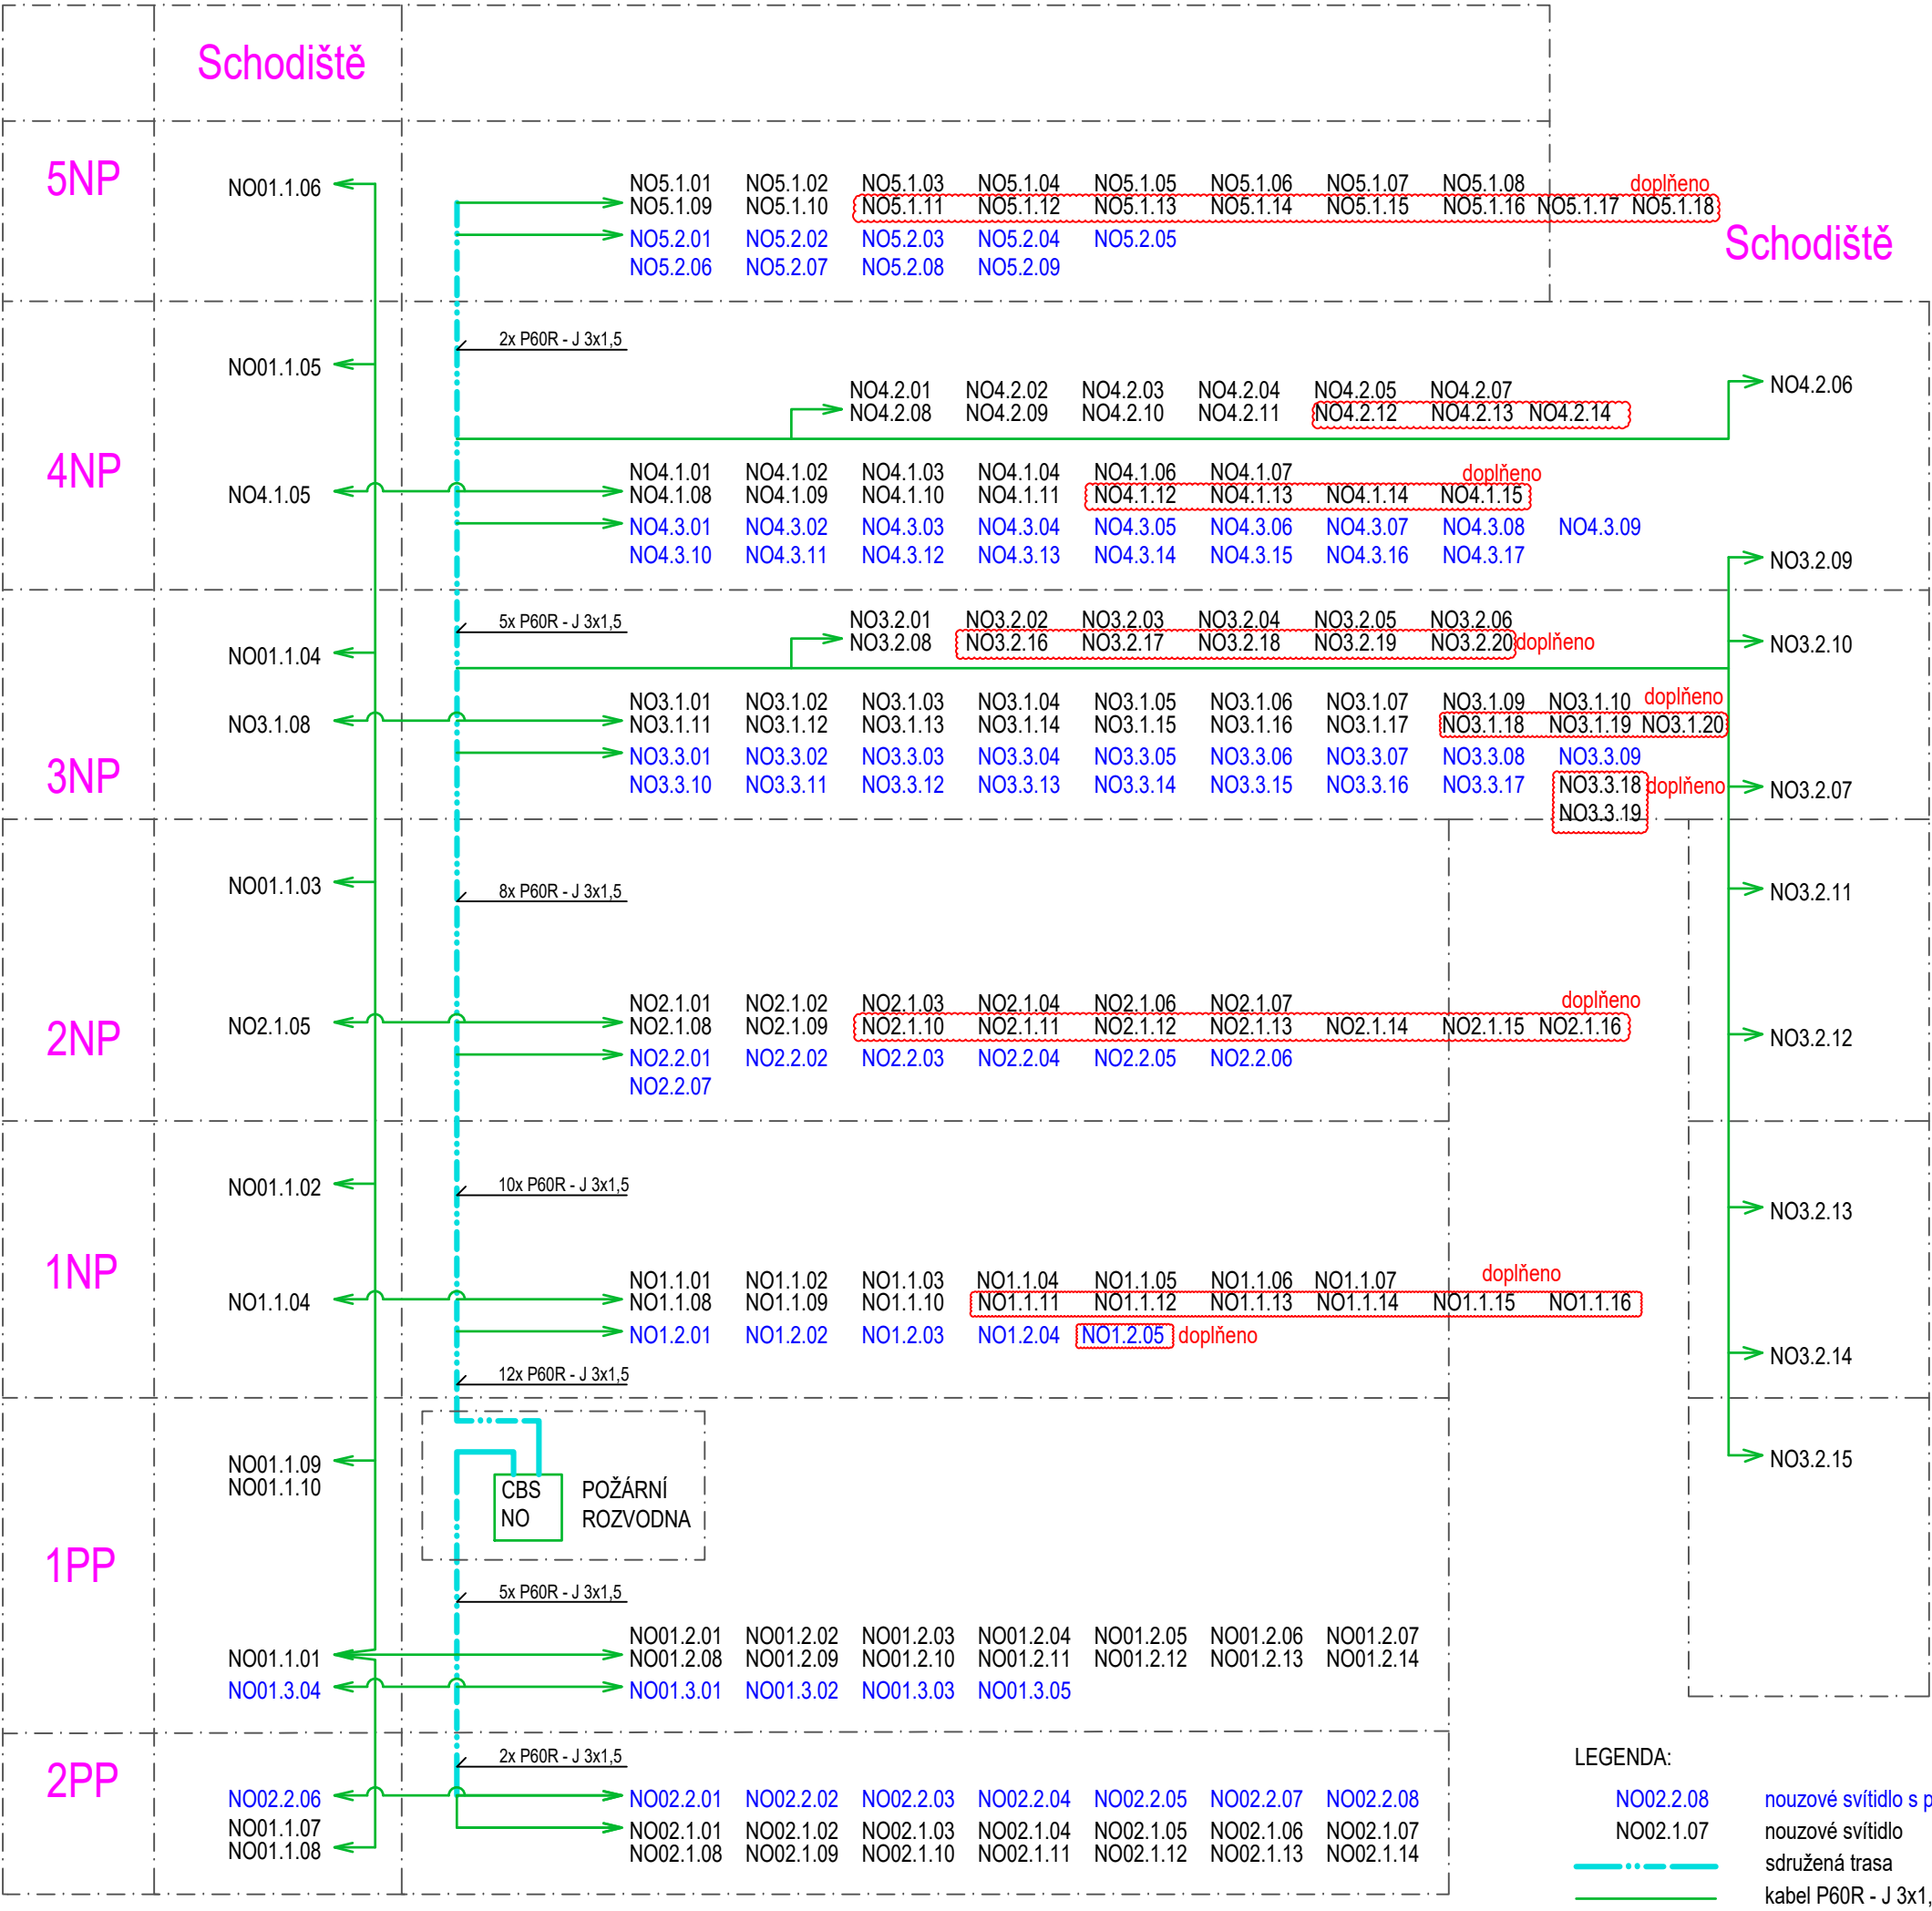 Schodiště
5NP
NO01.1.06
NO5.1.01 NO5.1.02 NO5.1.03 NO5.1.04 NO5.1.05 NO5.1.06 NO5.1.07 NO5.1.08 doplňeno
NO5.1.09 NO5.1.10 NO5.1.11 NO5.1.12 NO5.1.13 NO5.1.14 NO5.1.15 NO5.1.16 NO5.1.17 NO5.1.18
NO5.2.01 NO5.2.02 NO5.2.03 NO5.2.04 NO5.2.05
NO5.2.06 NO5.2.07 NO5.2.08 NO5.2.09
Schodiště
2x P60R - J 3x1,5
4NP
NO01.1.05
NO4.2.01 NO4.2.02 NO4.2.03 NO4.2.04 NO4.2.05 NO4.2.07
NO4.2.08 NO4.2.09 NO4.2.10 NO4.2.11 NO4.2.12 NO4.2.13 NO4.2.14
NO4.2.06
NO4.1.05
NO4.1.01 NO4.1.02 NO4.1.03 NO4.1.04 NO4.1.06 NO4.1.07 doplňeno
NO4.1.08 NO4.1.09 NO4.1.10 NO4.1.11 NO4.1.12 NO4.1.13 NO4.1.14 NO4.1.15
NO4.3.01 NO4.3.02 NO4.3.03 NO4.3.04 NO4.3.05 NO4.3.06 NO4.3.07 NO4.3.08 NO4.3.09
NO4.3.10 NO4.3.11 NO4.3.12 NO4.3.13 NO4.3.14 NO4.3.15 NO4.3.16 NO4.3.17
NO3.2.09
5x P60R - J 3x1,5
3NP
NO01.1.04
NO3.2.01 NO3.2.02 NO3.2.03 NO3.2.04 NO3.2.05 NO3.2.06
NO3.2.08 NO3.2.16 NO3.2.17 NO3.2.18 NO3.2.19 NO3.2.20 doplňeno
NO3.2.10
NO3.1.08
NO3.1.01 NO3.1.02 NO3.1.03 NO3.1.04 NO3.1.05 NO3.1.06 NO3.1.07 NO3.1.09 NO3.1.10 doplňeno
NO3.1.11 NO3.1.12 NO3.1.13 NO3.1.14 NO3.1.15 NO3.1.16 NO3.1.17 NO3.1.18 NO3.1.19 NO3.1.20
NO3.3.01 NO3.3.02 NO3.3.03 NO3.3.04 NO3.3.05 NO3.3.06 NO3.3.07 NO3.3.08 NO3.3.09
NO3.3.10 NO3.3.11 NO3.3.12 NO3.3.13 NO3.3.14 NO3.3.15 NO3.3.16 NO3.3.17 NO3.3.18 doplňeno
NO3.3.19
NO3.2.07
8x P60R - J 3x1,5
2NP
NO01.1.03
NO3.2.11
NO2.1.05
NO2.1.01 NO2.1.02 NO2.1.03 NO2.1.04 NO2.1.06 NO2.1.07 doplňeno
NO2.1.08 NO2.1.09 NO2.1.10 NO2.1.11 NO2.1.12 NO2.1.13 NO2.1.14 NO2.1.15 NO2.1.16
NO2.2.01 NO2.2.02 NO2.2.03 NO2.2.04 NO2.2.05 NO2.2.06
NO2.2.07
NO3.2.12
10x P60R - J 3x1,5
1NP
NO01.1.02
NO3.2.13
NO1.1.04
NO1.1.01 NO1.1.02 NO1.1.03 NO1.1.04 NO1.1.05 NO1.1.06 NO1.1.07 doplňeno
NO1.1.08 NO1.1.09 NO1.1.10 NO1.1.11 NO1.1.12 NO1.1.13 NO1.1.14 NO1.1.15 NO1.1.16
NO1.2.01 NO1.2.02 NO1.2.03 NO1.2.04 NO1.2.05 doplňeno
NO3.2.14
12x P60R - J 3x1,5
1PP
NO01.1.09
NO01.1.10
CBS
NO
POŽÁRNÍ
ROZVODNA
NO3.2.15
5x P60R - J 3x1,5
NO01.1.01
NO01.2.01 NO01.2.02 NO01.2.03 NO01.2.04 NO01.2.05 NO01.2.06 NO01.2.07
NO01.2.08 NO01.2.09 NO01.2.10 NO01.2.11 NO01.2.12 NO01.2.13 NO01.2.14
NO01.3.04
NO01.3.01 NO01.3.02 NO01.3.03 NO01.3.05
2x P60R - J 3x1,5
2PP
NO02.2.06
NO02.2.01 NO02.2.02 NO02.2.03 NO02.2.04 NO02.2.05 NO02.2.07 NO02.2.08
NO01.1.07
NO01.1.08
NO02.1.01 NO02.1.02 NO02.1.03 NO02.1.04 NO02.1.05 NO02.1.06 NO02.1.07
NO02.1.08 NO02.1.09 NO02.1.10 NO02.1.11 NO02.1.12 NO02.1.13 NO02.1.14
LEGENDA:
NO02.2.08 nouzové svítidlo s p
NO02.1.07 nouzové svítidlo
sdružená trasa
kabel P60R - J 3x1,